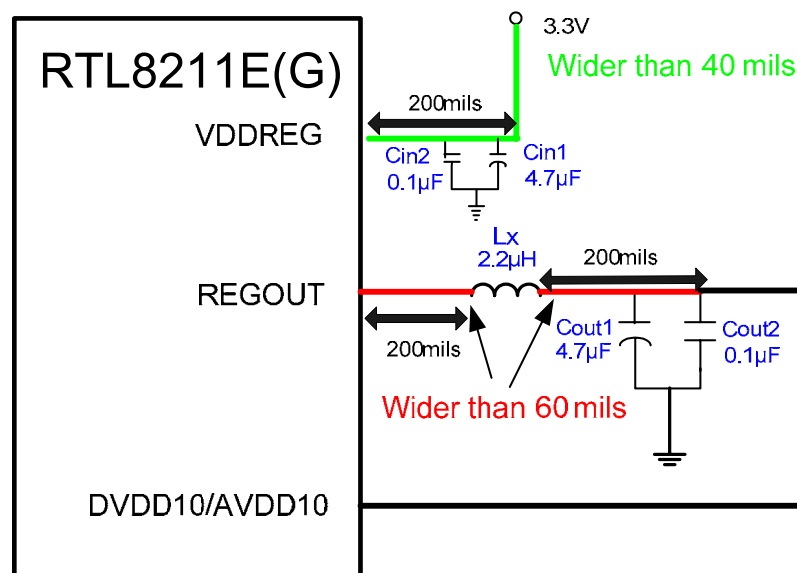 3.3V
Wider than 40 mils
RTL8211E(G)
200mils
VDDREG
Cin2
0.1µF
Cin1
4.7µF
Lx
2.2µH
200mils
REGOUT
200mils
Cout1
4.7µF
Cout2
0.1µF
Wider than 60 mils
DVDD10/AVDD10